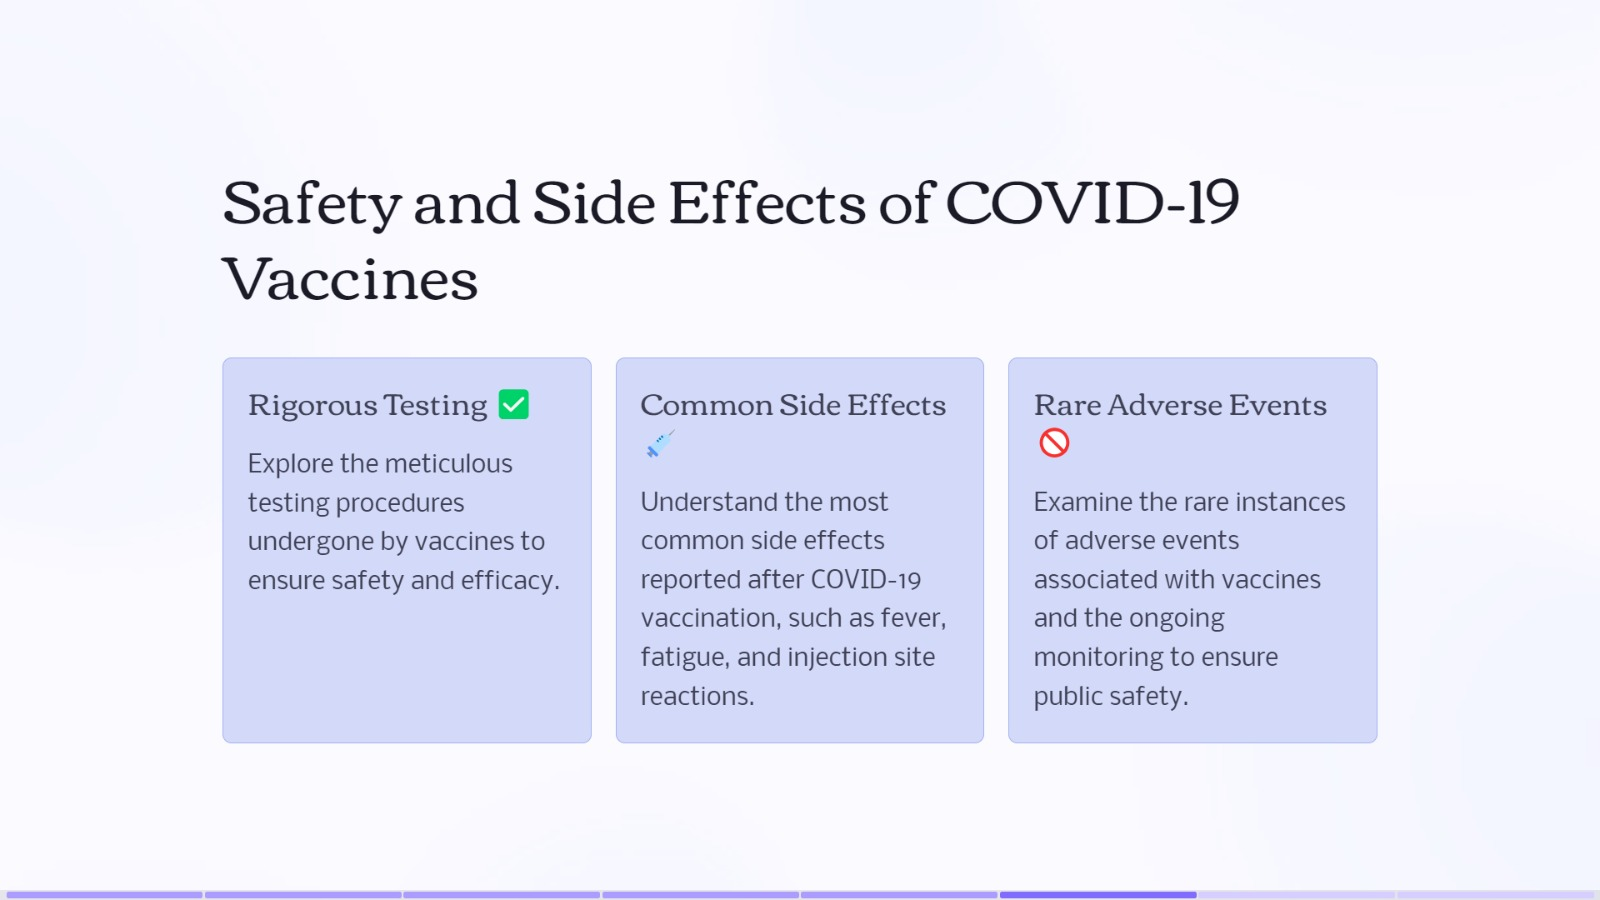 Safety and Side Effects of COVID-19
Vaccines
Rigorous Testing ✅
Explore the meticulous
testing procedures
undergone by vaccines to
ensure safety and efficacy.
Common Side Effects
💉
Understand the most
common side effects
reported after COVID-19
vaccination, such as fever,
fatigue, and injection site
reactions.
Rare Adverse Events
🚫
Examine the rare instances
of adverse events
associated with vaccines
and the ongoing
monitoring to ensure
public safety.